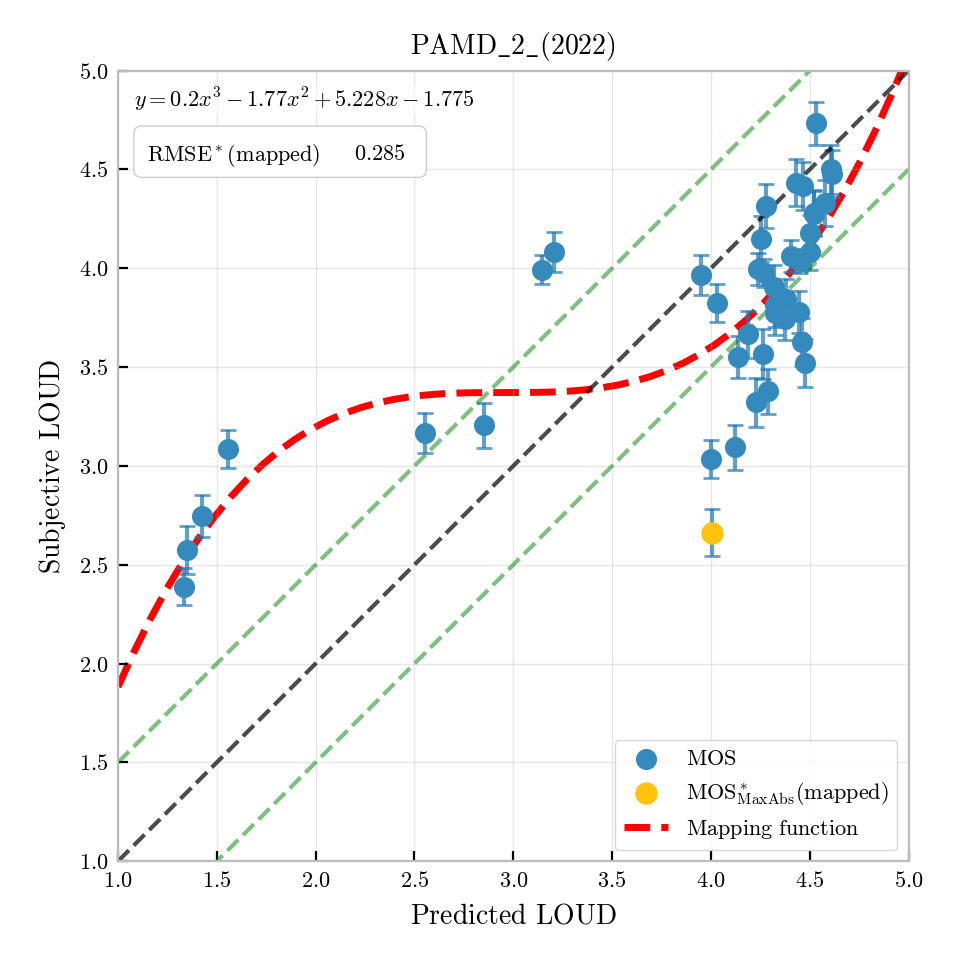 PAMD_2_(2022)
y = 0.2x³ − 1.77x² + 5.228x − 1.775
RMSE*(mapped) 0.285
5.0
4.5
4.0
3.5
3.0
2.5
2.0
1.5
1.0
Subjective LOUD
MOS
MOS*MaxAbs(mapped)
Mapping function
1.0 1.5 2.0 2.5 3.0 3.5 4.0 4.5 5.0
Predicted LOUD